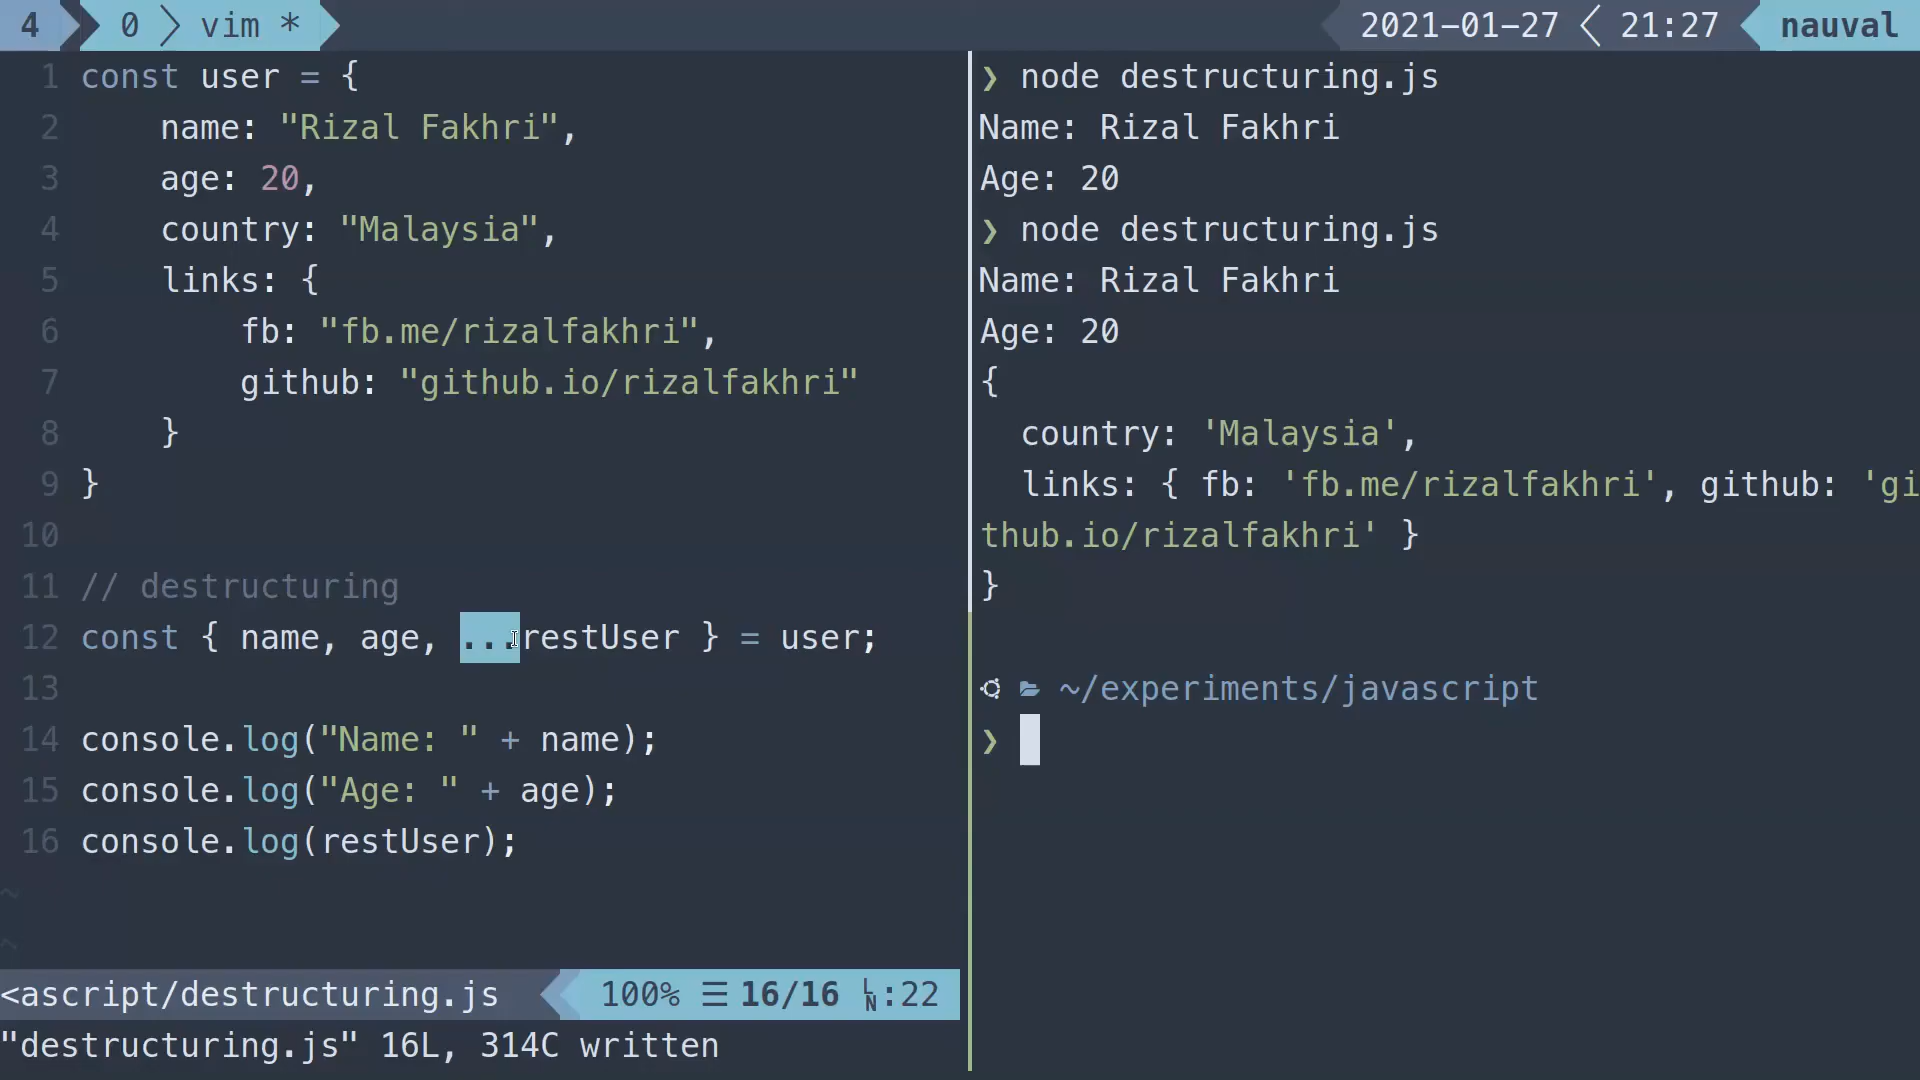 4 0 vim * 2021-01-27 21:27 nauval
1 const user = {
2 name: "Rizal Fakhri",
3 age: 20,
4 country: "Malaysia",
5 links: {
6 fb: "fb.me/rizalfakhri",
7 github: "github.io/rizalfakhri"
8 }
9 }
10
11 // destructuring
12 const { name, age, ...restUser } = user;
13
14 console.log("Name: " + name);
15 console.log("Age: " + age);
16 console.log(restUser);
~
~
<ascript/destructuring.js 100% ☰ 16/16 LN:22
"destructuring.js" 16L, 314C written
❯ node destructuring.js
Name: Rizal Fakhri
Age: 20
❯ node destructuring.js
Name: Rizal Fakhri
Age: 20
{
country: 'Malaysia',
links: { fb: 'fb.me/rizalfakhri', github: 'gi
thub.io/rizalfakhri' }
}
~/experiments/javascript
❯